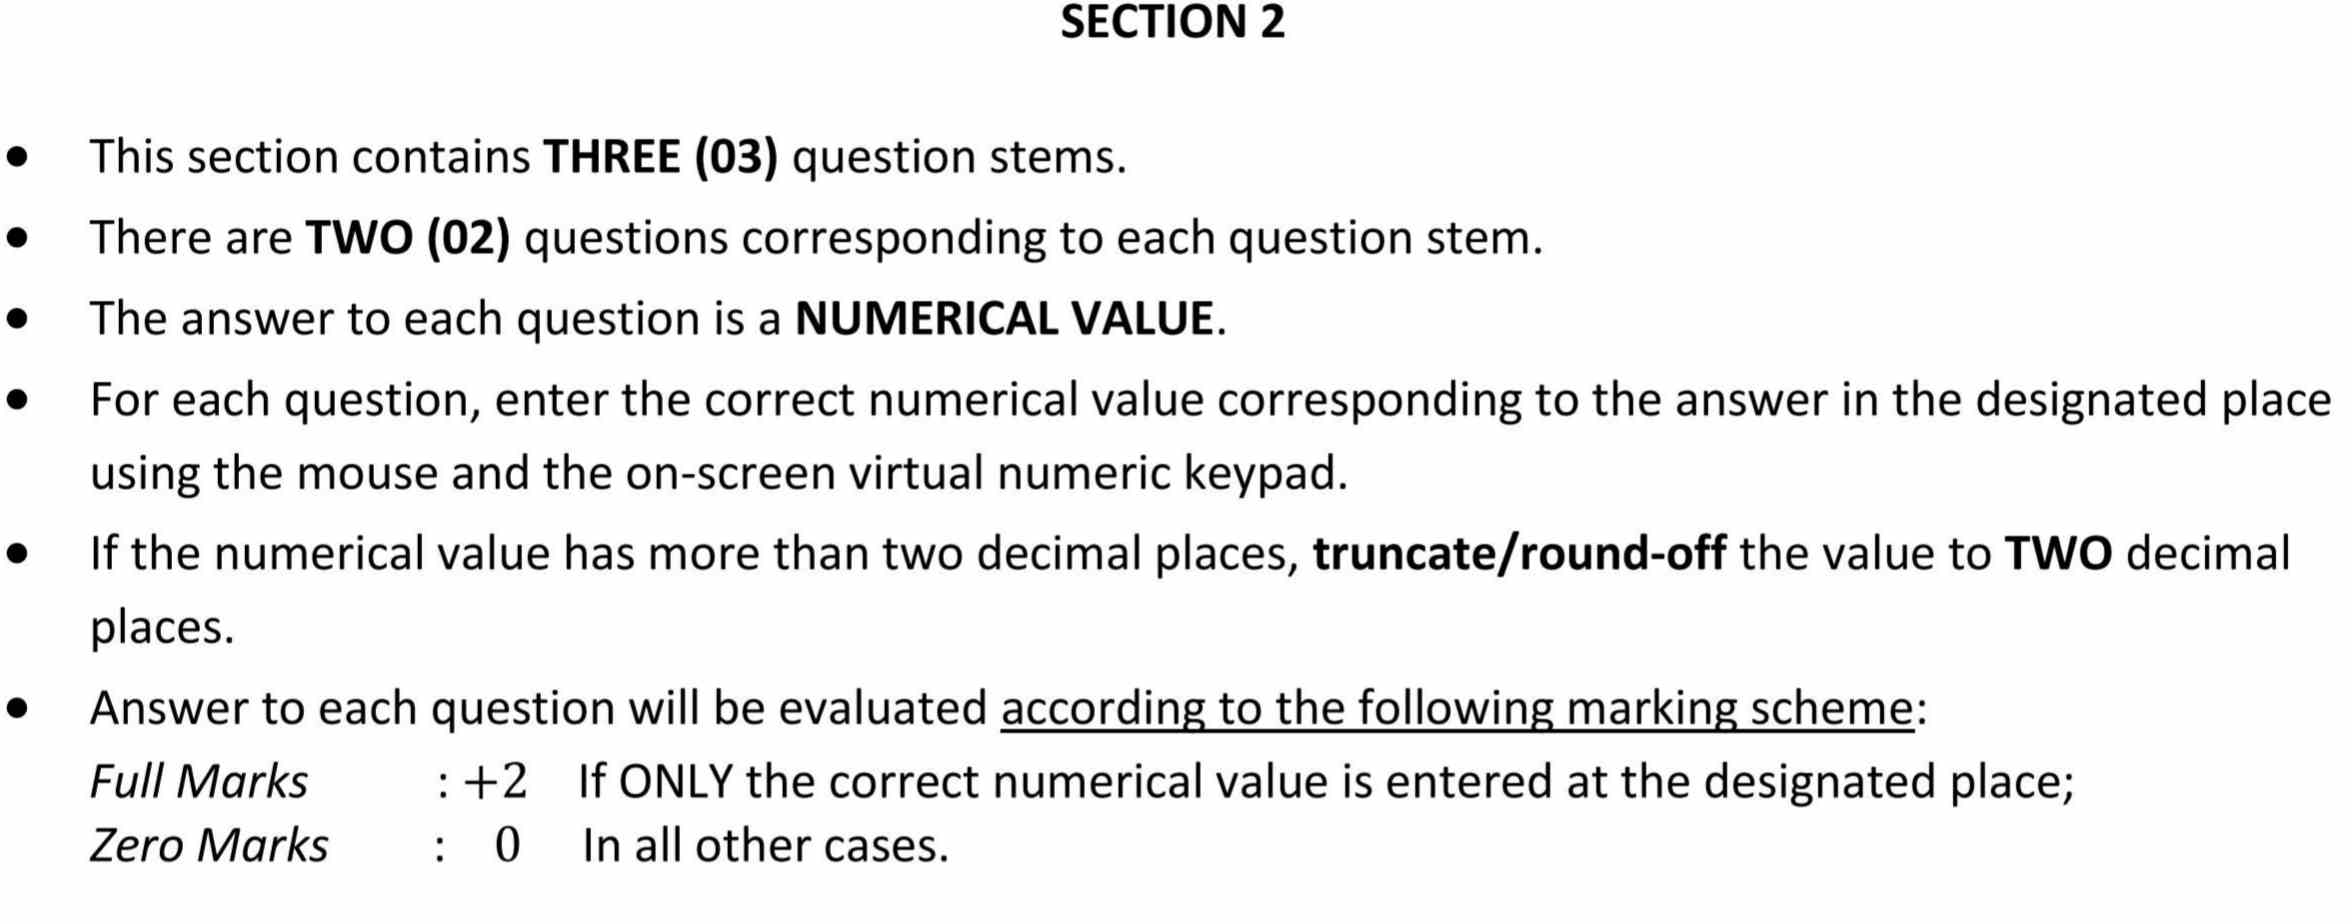 SECTION 2
• This section contains THREE (03) question stems.
• There are TWO (02) questions corresponding to each question stem.
• The answer to each question is a NUMERICAL VALUE.
• For each question, enter the correct numerical value corresponding to the answer in the designated place
using the mouse and the on-screen virtual numeric keypad.
• If the numerical value has more than two decimal places, truncate/round-off the value to TWO decimal
places.
• Answer to each question will be evaluated according to the following marking scheme:
Full Marks : +2 If ONLY the correct numerical value is entered at the designated place;
Zero Marks : 0 In all other cases.